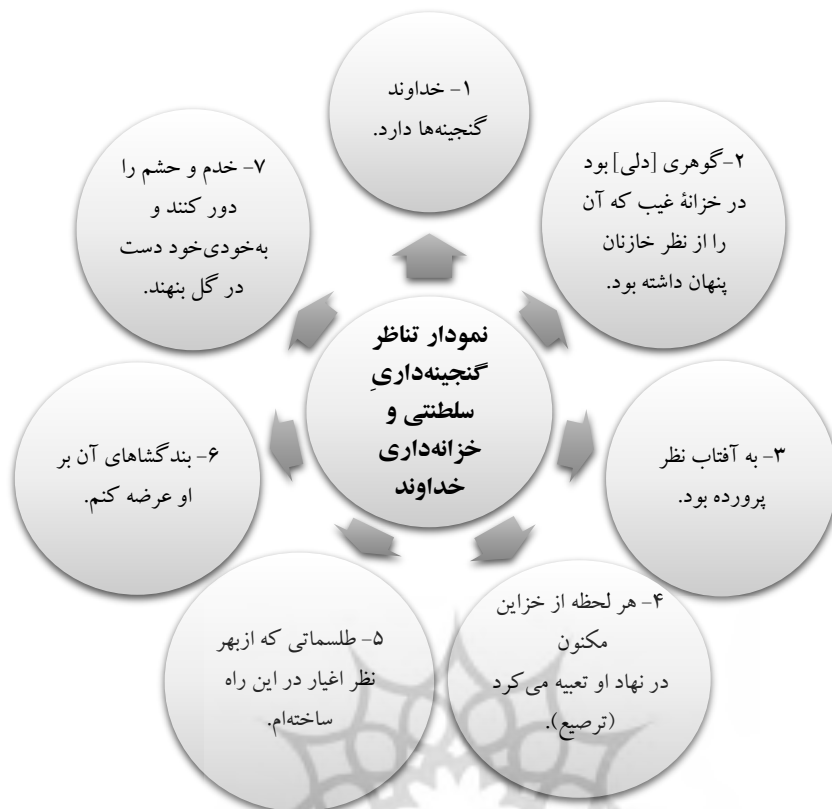 ۱- خداوند
گنجینه‌ها دارد.
۲-گوهری [دلی] بود
در خزانهٔ غیب که آن
را از نظر خازنان
پنهان داشته بود.
۳- به آفتاب نظر
پرورده بود.
۴- هر لحظه از خزاین
مکنون
در نهاد او تعبیه می‌کرد
(ترصیع).
۵- طلسماتی که ازبهر
نظر اغیار در این راه
ساخته‌ام.
۶- بندگشاهای آن بر
او عرضه کنم.
۷- خدم و حشم را
دور کنند و
به‌خودی‌خود دست
در گل بنهند.
نمودار تناظر
گنجینه‌داریِ
سلطنتی و
خزانه‌داری
خداوند